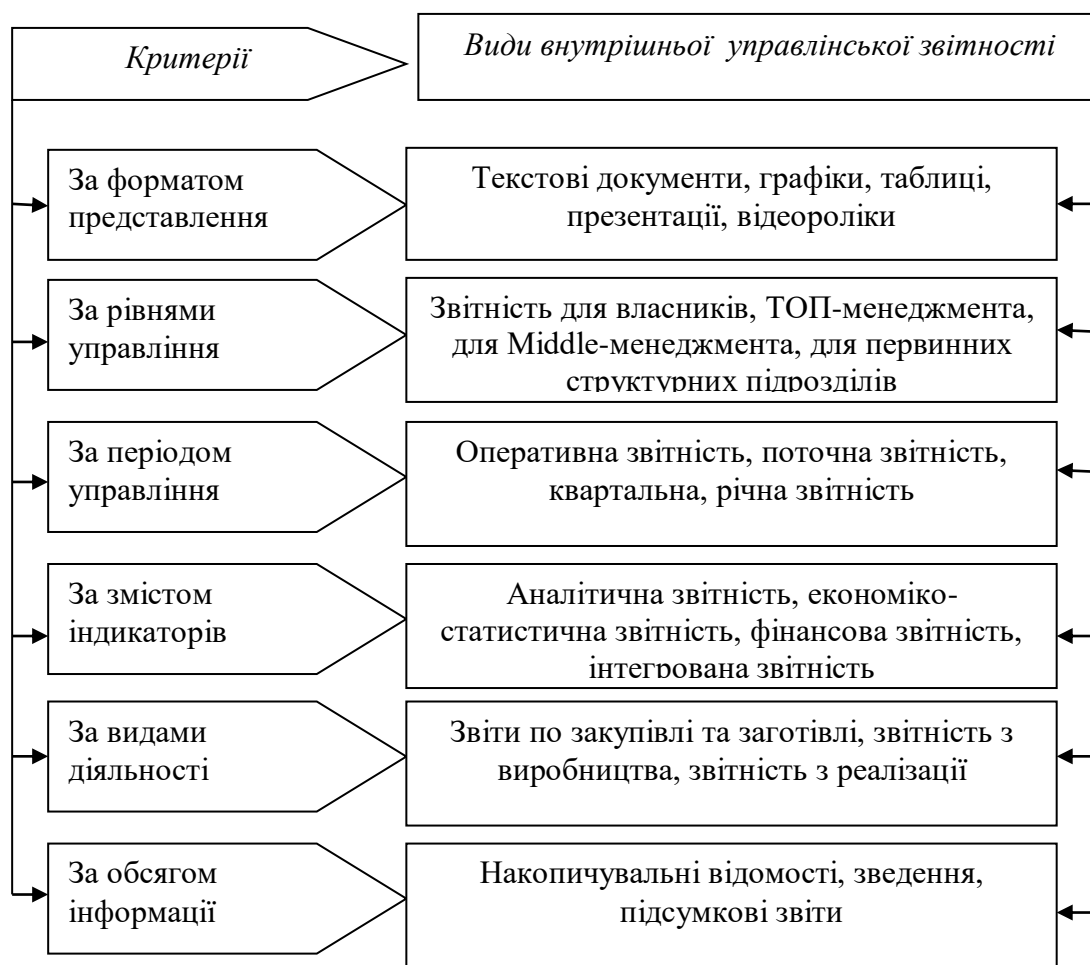 Критерії
Види внутрішньої управлінської звітності
За форматом
представлення
Текстові документи, графіки, таблиці,
презентації, відеоролики
За рівнями
управління
Звітність для власників, ТОП-менеджмента,
для Middle-менеджмента, для первинних
структурних підрозділів
За періодом
управління
Оперативна звітність, поточна звітність,
квартальна, річна звітність
За змістом
індикаторів
Аналітична звітність, економіко-
статистична звітність, фінансова звітність,
інтегрована звітність
За видами
діяльності
Звіти по закупівлі та заготівлі, звітність з
виробництва, звітність з реалізації
За обсягом
інформації
Накопичувальні відомості, зведення,
підсумкові звіти